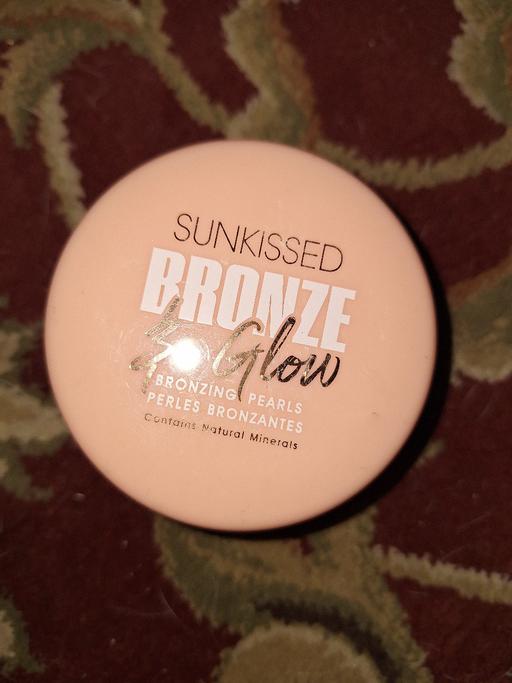 SUNKISSED
BRONZE
& Glow
BRONZING PEARLS
PERLES BRONZANTES
Contains Natural Minerals